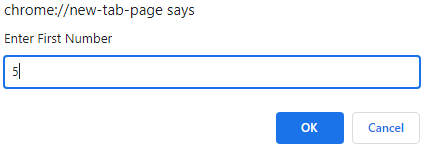 chrome://new-tab-page says
Enter First Number
5
OK Cancel